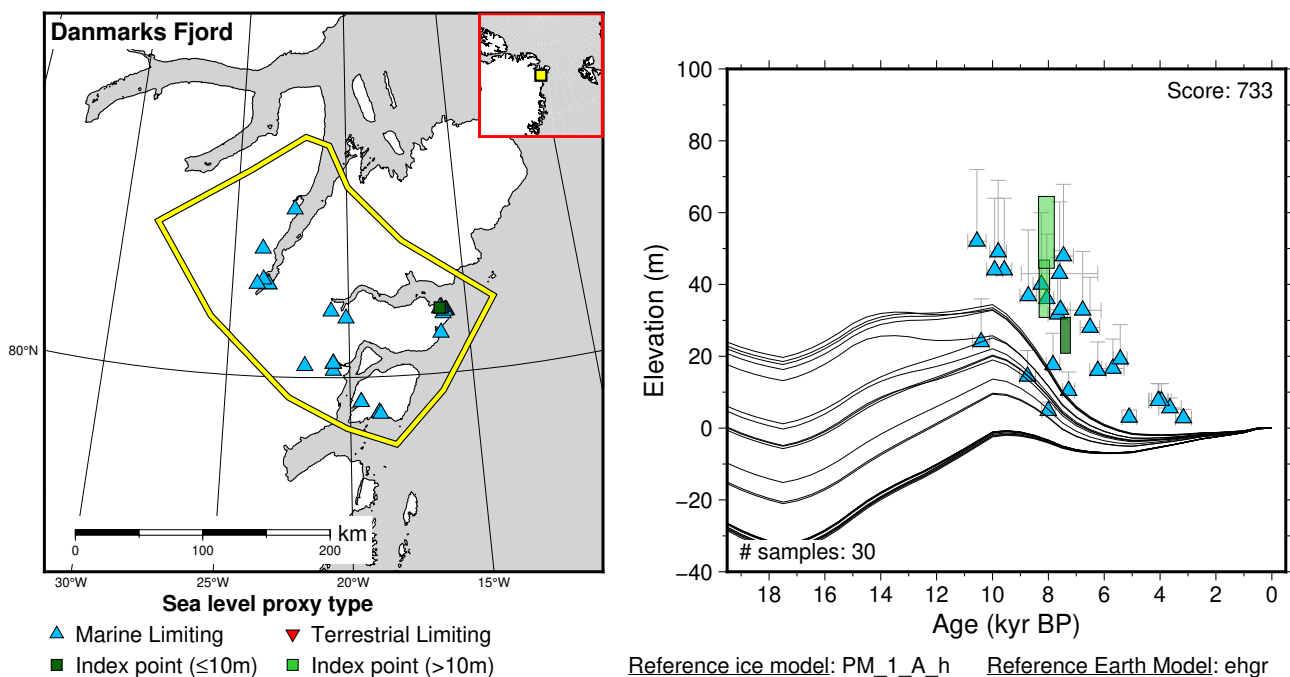 Danmarks Fjord
80°N
km
0 100 200
30°W 25°W 20°W 15°W
Sea level proxy type
Marine Limiting Terrestrial Limiting
Index point (≤10m) Index point (>10m)
Score: 733
100
80
60
40
20
0
−20
−40
Elevation (m)
# samples: 30
18 16 14 12 10 8 6 4 2 0
Age (kyr BP)
Reference ice model: PM_1_A_h Reference Earth Model: ehgr